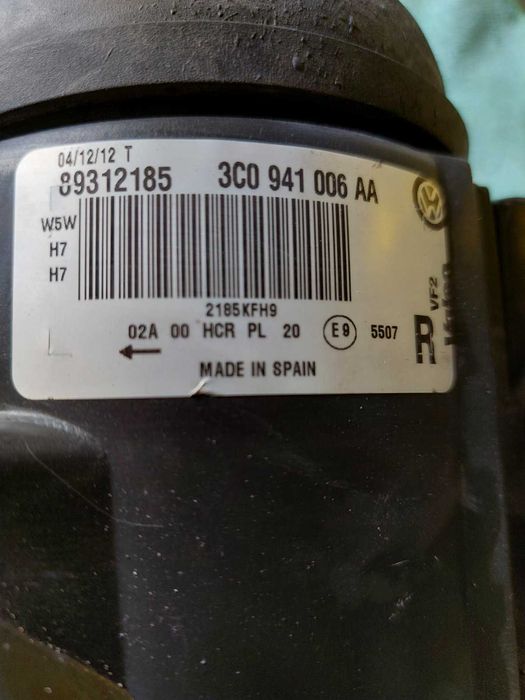 04/12/12 T
89312185 3C0 941 006 AA
W5W
H7
H7
2185KFH9
02A 00 HCR PL 20 E9 5507 R
VF2
MADE IN SPAIN